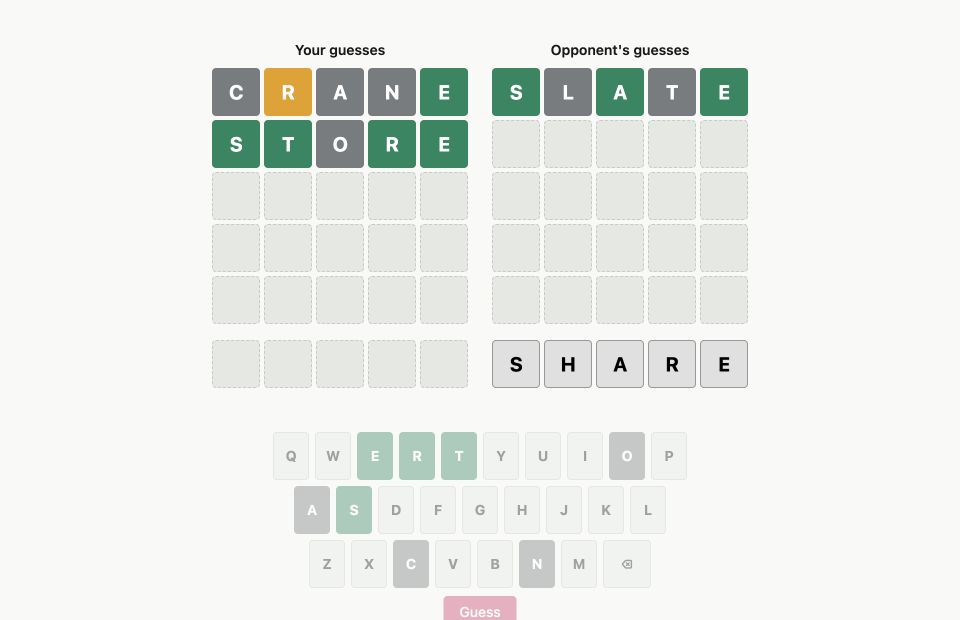 Your guesses
Opponent's guesses
C R A N E
S L A T E
S T O R E
S H A R E
Q W E R T Y U I O P
A S D F G H J K L
Z X C V B N M
Guess